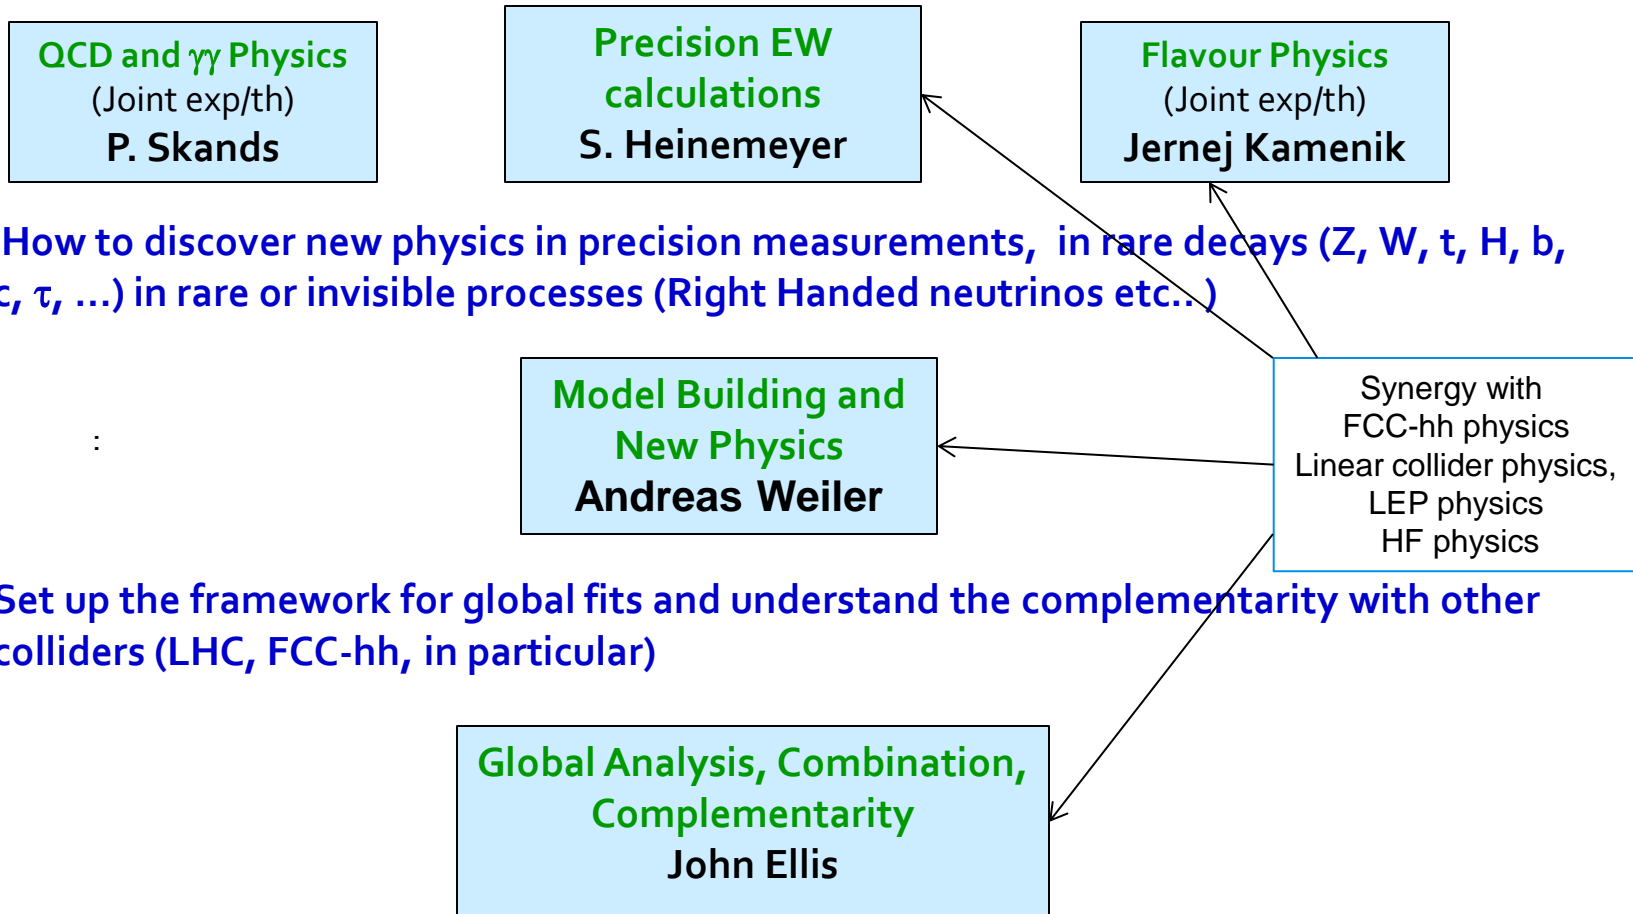 QCD and γγ Physics
(Joint exp/th)
P. Skands
Precision EW
calculations
S. Heinemeyer
Flavour Physics
(Joint exp/th)
Jernej Kamenik
How to discover new physics in precision measurements, in rare decays (Z, W, t, H, b,
c, τ, ...) in rare or invisible processes (Right Handed neutrinos etc.. )
Model Building and
New Physics
Andreas Weiler
:
Synergy with
FCC-hh physics
Linear collider physics,
LEP physics
HF physics
Set up the framework for global fits and understand the complementarity with other
colliders (LHC, FCC-hh, in particular)
Global Analysis, Combination,
Complementarity
John Ellis